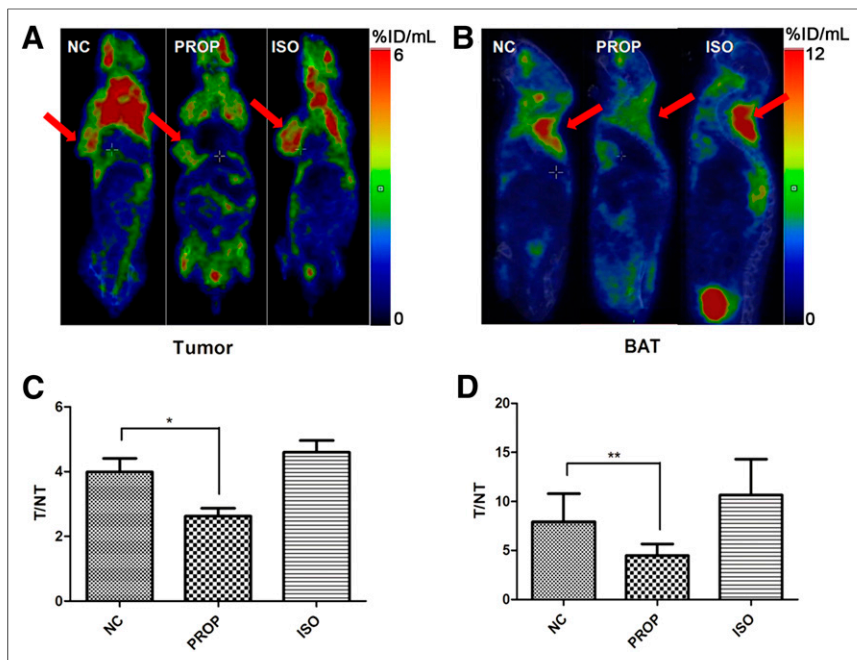 A
NC
PROP
ISO
%ID/mL
6
0
Tumor
B
NC
PROP
ISO
%ID/mL
12
0
BAT
C
T/NT
6
4
2
0
*
NC
PROP
ISO
D
T/NT
20
15
10
5
0
**
NC
PROP
ISO